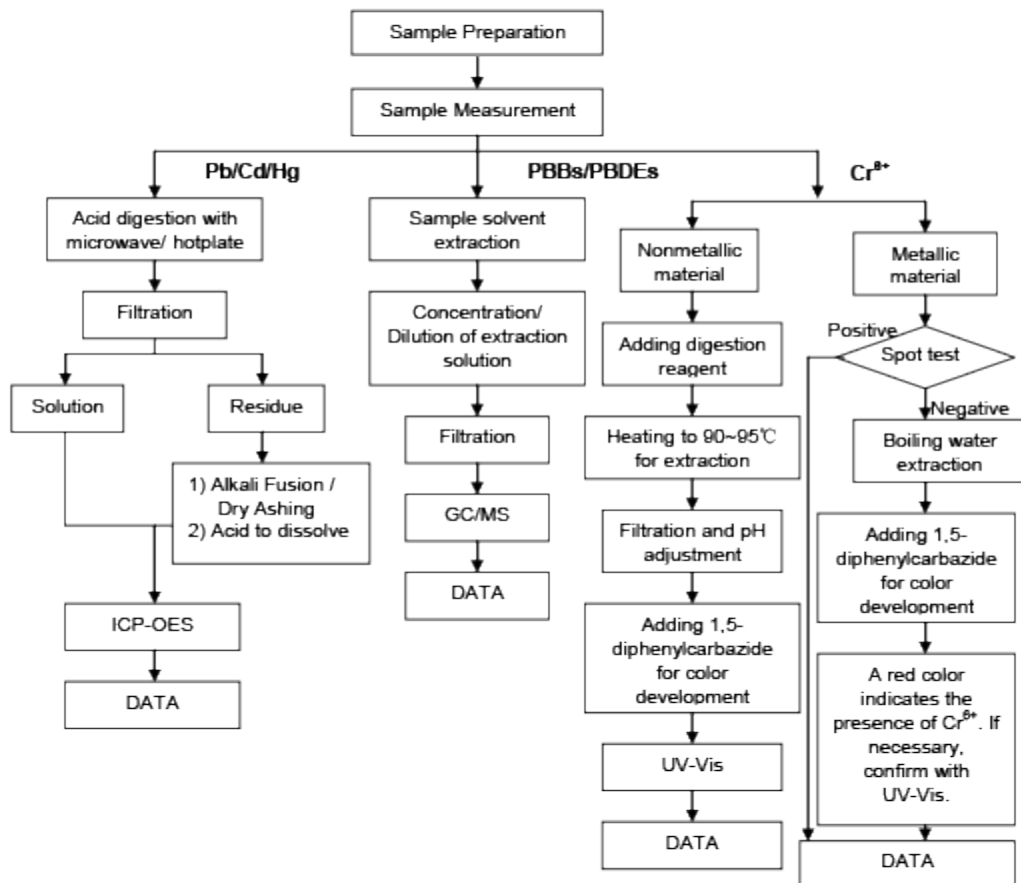 Sample Preparation
Sample Measurement
Pb/Cd/Hg
PBBs/PBDEs
Cr⁶⁺
Acid digestion with
microwave/ hotplate
Filtration
Solution
Residue
1) Alkali Fusion /
Dry Ashing
2) Acid to dissolve
ICP-OES
DATA
Sample solvent
extraction
Concentration/
Dilution of extraction
solution
Filtration
GC/MS
DATA
Nonmetallic
material
Adding digestion
reagent
Heating to 90~95℃
for extraction
Filtration and pH
adjustment
Adding 1,5-
diphenylcarbazide
for color
development
UV-Vis
DATA
Metallic
material
Positive
Spot test
Negative
Boiling water
extraction
Adding 1,5-
diphenylcarbazide
for color
development
A red color
indicates the
presence of Cr⁶⁺. If
necessary,
confirm with
UV-Vis.
DATA